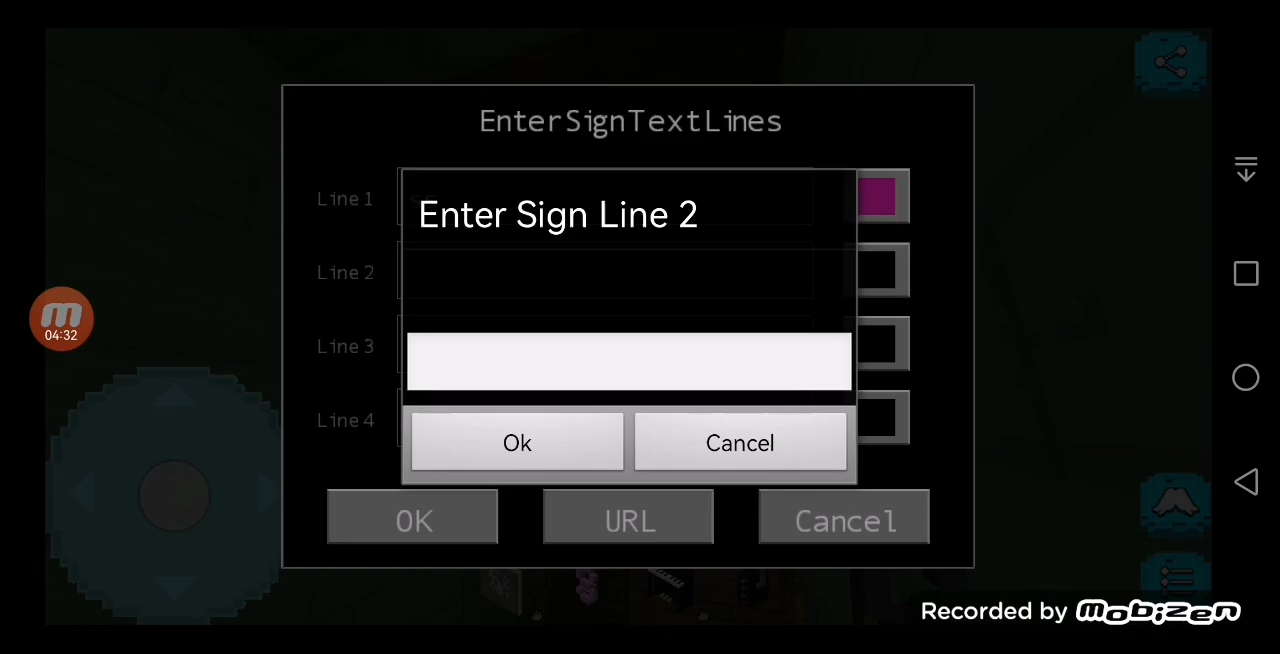 EnterSignTextLines
Line 1
Enter Sign Line 2
Line 2
Line 3
Line 4
Ok
Cancel
OK
URL
Cancel
04:32
Recorded by mobizen